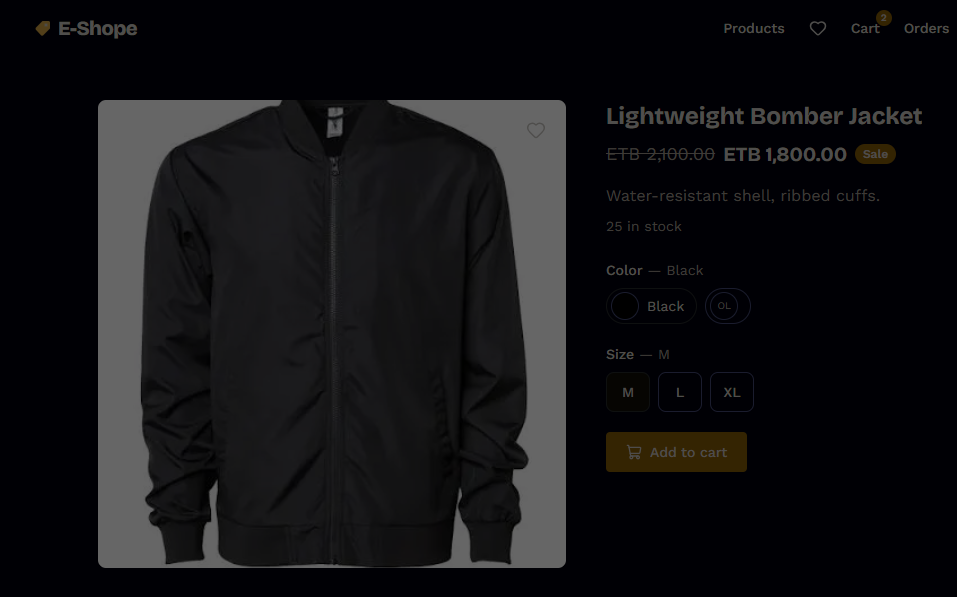 E-Shope
Products
Cart
2
Orders
Lightweight Bomber Jacket
ETB 2,100.00 ETB 1,800.00 Sale
Water-resistant shell, ribbed cuffs.
25 in stock
Color — Black
Black OL
Size — M
M L XL
Add to cart